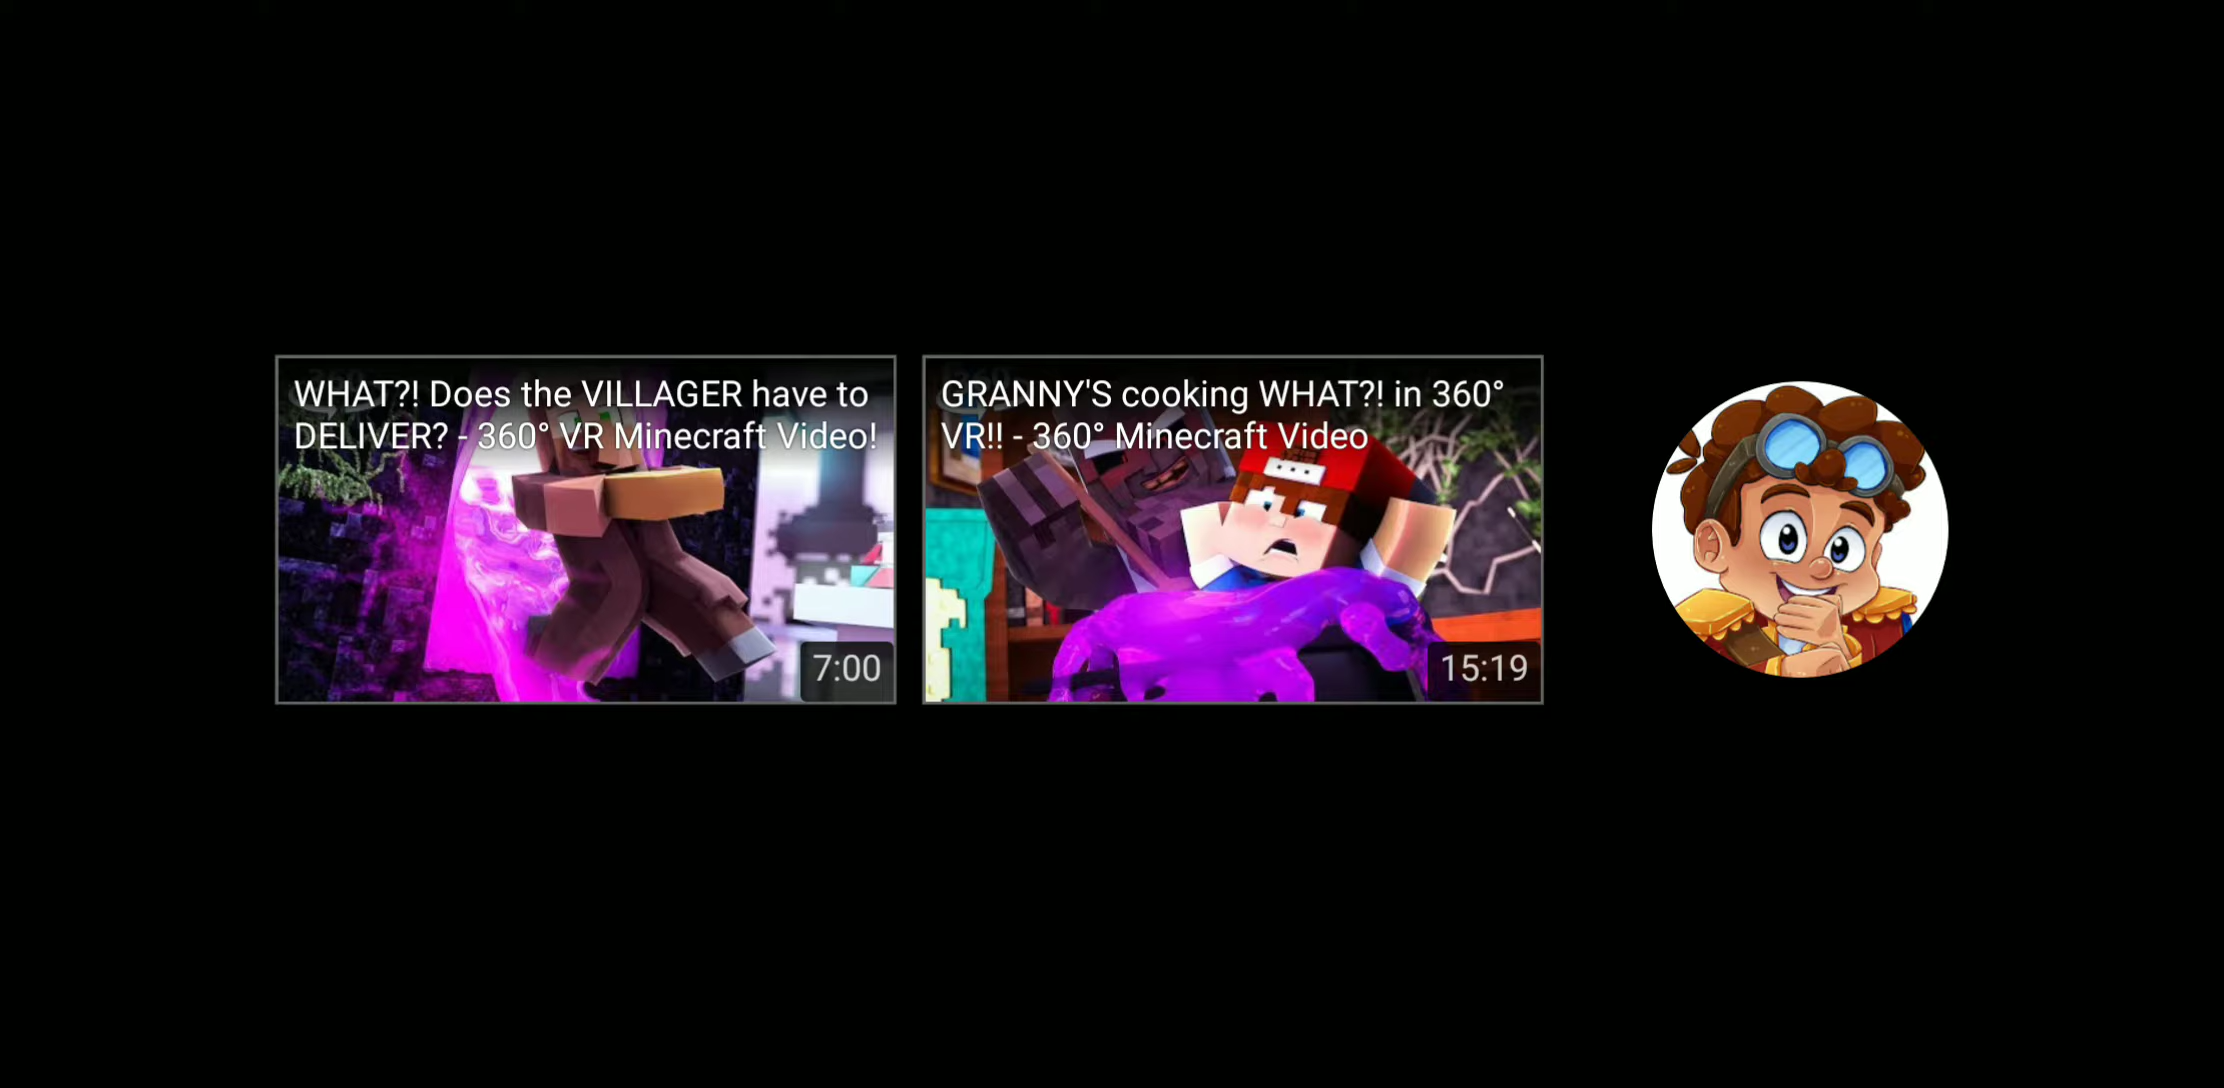 WHAT?! Does the VILLAGER have to
DELIVER? - 360° VR Minecraft Video!
7:00
GRANNY'S cooking WHAT?! in 360°
VR!! - 360° Minecraft Video
15:19